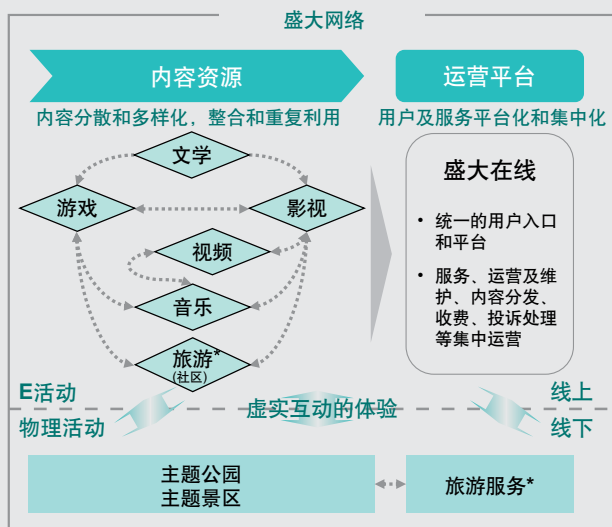 盛大网络
内容资源
运营平台
内容分散和多样化，整合和重复利用
用户及服务平台化和集中化
文学
游戏
影视
视频
音乐
旅游*
(社区)
盛大在线
• 统一的用户入口
和平台
• 服务、运营及维
护、内容分发、
收费、投诉处理
等集中运营
E活动
虚实互动的体验
线上
物理活动
线下
主题公园
主题景区
旅游服务*